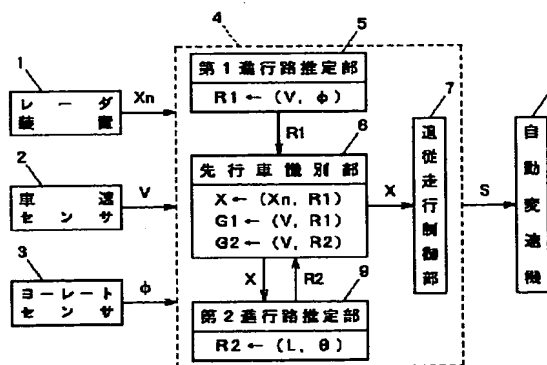 4
5
1
第1進行路推定部
R1 ← (V, φ)
レーダ
装置
Xn
R1
6
7
2
先行車識別部
車速
センサ
V
X ← (Xn, R1)
G1 ← (V, R1)
G2 ← (V, R2)
X
追従走行制御部
S
自動変速機
3
X
R2
9
ヨーレート
センサ
φ
第2進行路推定部
R2 ← (L, θ)